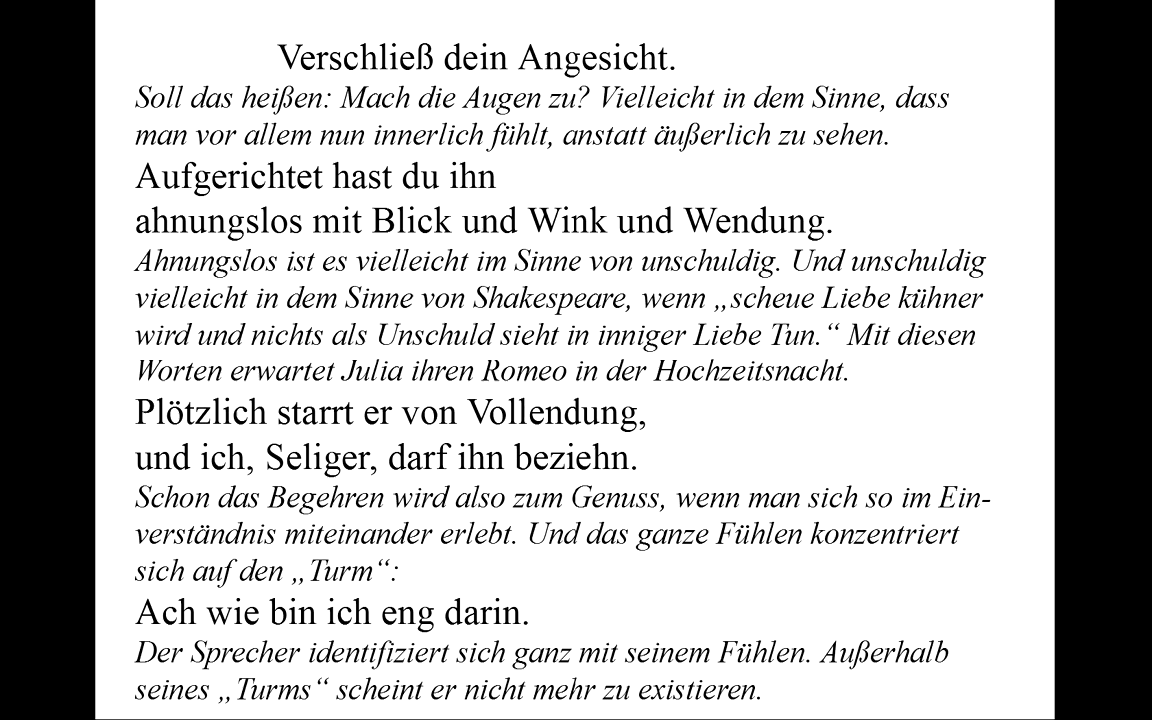 Verschließ dein Angesicht.
Soll das heißen: Mach die Augen zu? Vielleicht in dem Sinne, dass
man vor allem nun innerlich fühlt, anstatt äußerlich zu sehen.
Aufgerichtet hast du ihn
ahnungslos mit Blick und Wink und Wendung.
Ahnungslos ist es vielleicht im Sinne von unschuldig. Und unschuldig
vielleicht in dem Sinne von Shakespeare, wenn „scheue Liebe kühner
wird und nichts als Unschuld sieht in inniger Liebe Tun.“ Mit diesen
Worten erwartet Julia ihren Romeo in der Hochzeitsnacht.
Plötzlich starrt er von Vollendung,
und ich, Seliger, darf ihn beziehn.
Schon das Begehren wird also zum Genuss, wenn man sich so im Ein-
verständnis miteinander erlebt. Und das ganze Fühlen konzentriert
sich auf den „Turm“:
Ach wie bin ich eng darin.
Der Sprecher identifiziert sich ganz mit seinem Fühlen. Außerhalb
seines „Turms“ scheint er nicht mehr zu existieren.